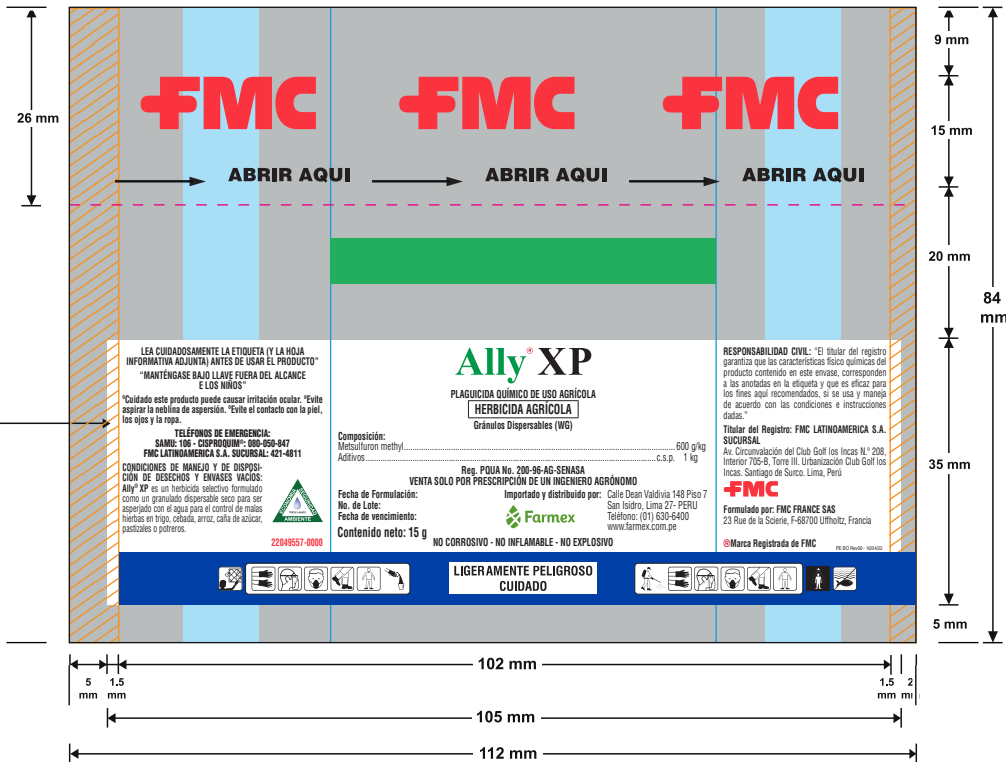 FMC FMC FMC
ABRIR AQUI ABRIR AQUI ABRIR AQUI
26 mm
9 mm
15 mm
20 mm
84
mm
35 mm
5 mm
LEA CUIDADOSAMENTE LA ETIQUETA (Y LA HOJA
INFORMATIVA ADJUNTA) ANTES DE USAR EL PRODUCTO"
"MANTÉNGASE BAJO LLAVE FUERA DEL ALCANCE
E LOS NIÑOS"
"Cuidado este producto puede causar irritación ocular. "Evite
aspirar la neblina de aspersión. "Evite el contacto con la piel,
los ojos y la ropa.
TELÉFONOS DE EMERGENCIA:
SAMU: 106 - CISPROQUIM®: 080-050-847
FMC LATINOAMERICA S.A. SUCURSAL: 421-4811
CONDICIONES DE MANEJO Y DE DISPOSI-
CIÓN DE DESECHOS Y ENVASES VACÍOS:
Ally® XP es un herbicida selectivo formulado
como un granulado dispersable seco para ser
asperjado con el agua para el control de malas
hierbas en trigo, cebada, arroz, caña de azúcar,
pastizales o potreros.
AMBIENTE
22049557-0000
Ally® XP
PLAGUICIDA QUÍMICO DE USO AGRÍCOLA
HERBICIDA AGRÍCOLA
Gránulos Dispersables (WG)
Composición:
Metsulfuron methyl 600 g/kg
Aditivos c.s.p. 1 kg
Reg. PQUA No. 200-96-AG-SENASA
VENTA SOLO POR PRESCRIPCIÓN DE UN INGENIERO AGRÓNOMO
Fecha de Formulación:
No. de Lote:
Fecha de vencimiento:
Contenido neto: 15 g
Importado y distribuido por:
Farmex
Calle Dean Valdivia 148 Piso 7
San Isidro, Lima 27- PERU
Teléfono: (01) 630-6400
www.farmex.com.pe
NO CORROSIVO - NO INFLAMABLE - NO EXPLOSIVO
RESPONSABILIDAD CIVIL: "El titular del registro
garantiza que las características físico químicas del
producto contenido en este envase, corresponden
a las anotadas en la etiqueta y que es eficaz para
los fines aquí recomendados, si se usa y maneja
de acuerdo con las condiciones e instrucciones
dadas."
Titular del Registro: FMC LATINOAMERICA S.A.
SUCURSAL
Av. Circunvalación del Club Golf los Incas N.º 208,
Interior 705-B, Torre III. Urbanización Club Golf los
Incas. Santiago de Surco. Lima, Perú
FMC
Formulado por: FMC FRANCE SAS
23 Rue de la Scierie, F-68700 Uffholtz, Francia
®Marca Registrada de FMC
LIGERAMENTE PELIGROSO
CUIDADO
5
mm
1.5
mm
102 mm
1.5
mm
2
105 mm
112 mm